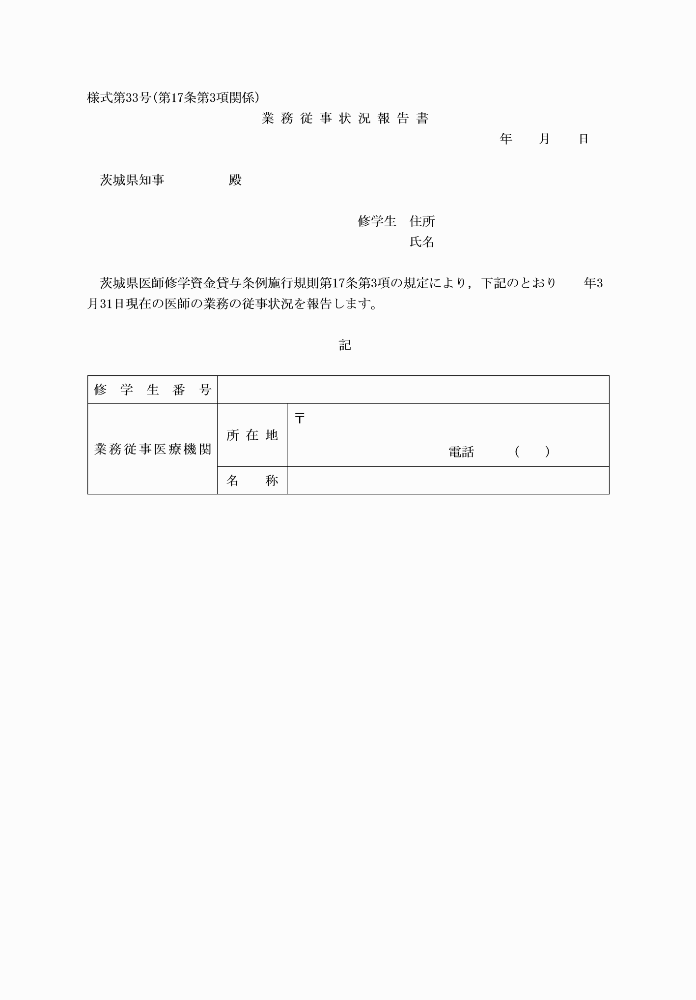 様式第33号(第17条第3項関係)
業務従事状況報告書
年　　月　　日
茨城県知事　　　　　殿
修学生　住所
氏名
茨城県医師修学資金貸与条例施行規則第17条第3項の規定により，下記のとおり　　年3
月31日現在の医師の業務の従事状況を報告します。
記
修学生番号
業務従事医療機関
所在地
〒
電話　　　(　　)
名　　称